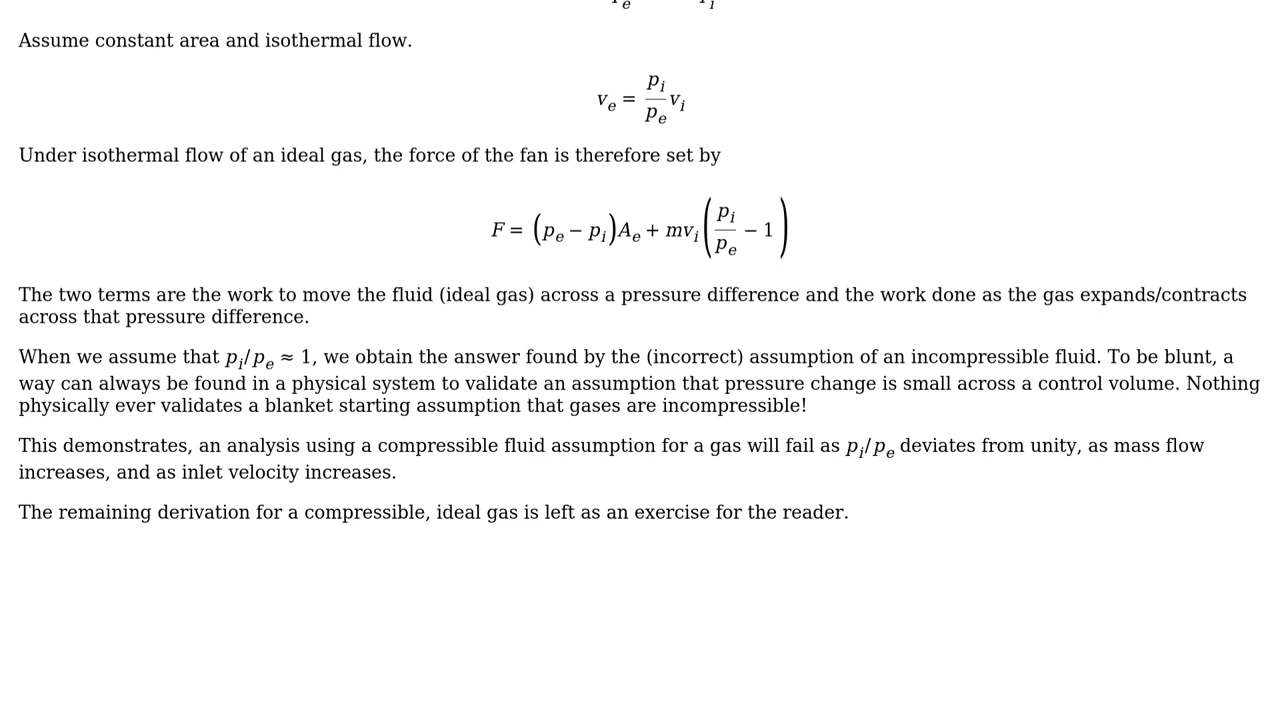 Assume constant area and isothermal flow.
v_e = \frac{p_i}{p_e} v_i
Under isothermal flow of an ideal gas, the force of the fan is therefore set by
F = (p_e − p_i)A_e + mv_i(\frac{p_i}{p_e} − 1)
The two terms are the work to move the fluid (ideal gas) across a pressure difference and the work done as the gas expands/contracts
across that pressure difference.
When we assume that p_i/p_e ≈ 1, we obtain the answer found by the (incorrect) assumption of an incompressible fluid. To be blunt, a
way can always be found in a physical system to validate an assumption that pressure change is small across a control volume. Nothing
physically ever validates a blanket starting assumption that gases are incompressible!
This demonstrates, an analysis using a compressible fluid assumption for a gas will fail as p_i/p_e deviates from unity, as mass flow
increases, and as inlet velocity increases.
The remaining derivation for a compressible, ideal gas is left as an exercise for the reader.